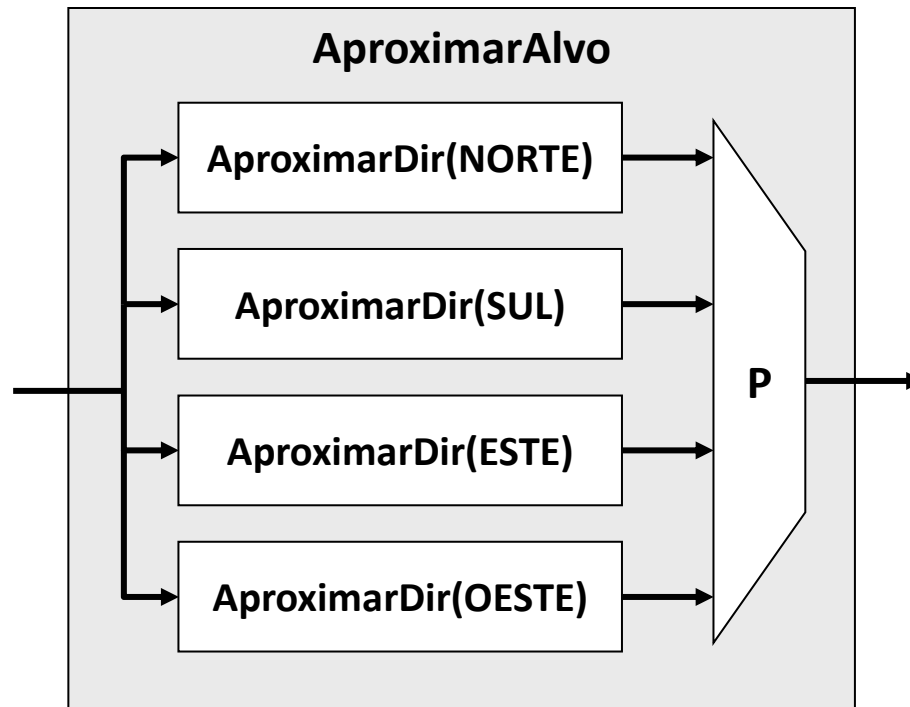 AproximarAlvo
AproximarDir(NORTE)
AproximarDir(SUL)
P
AproximarDir(ESTE)
AproximarDir(OESTE)